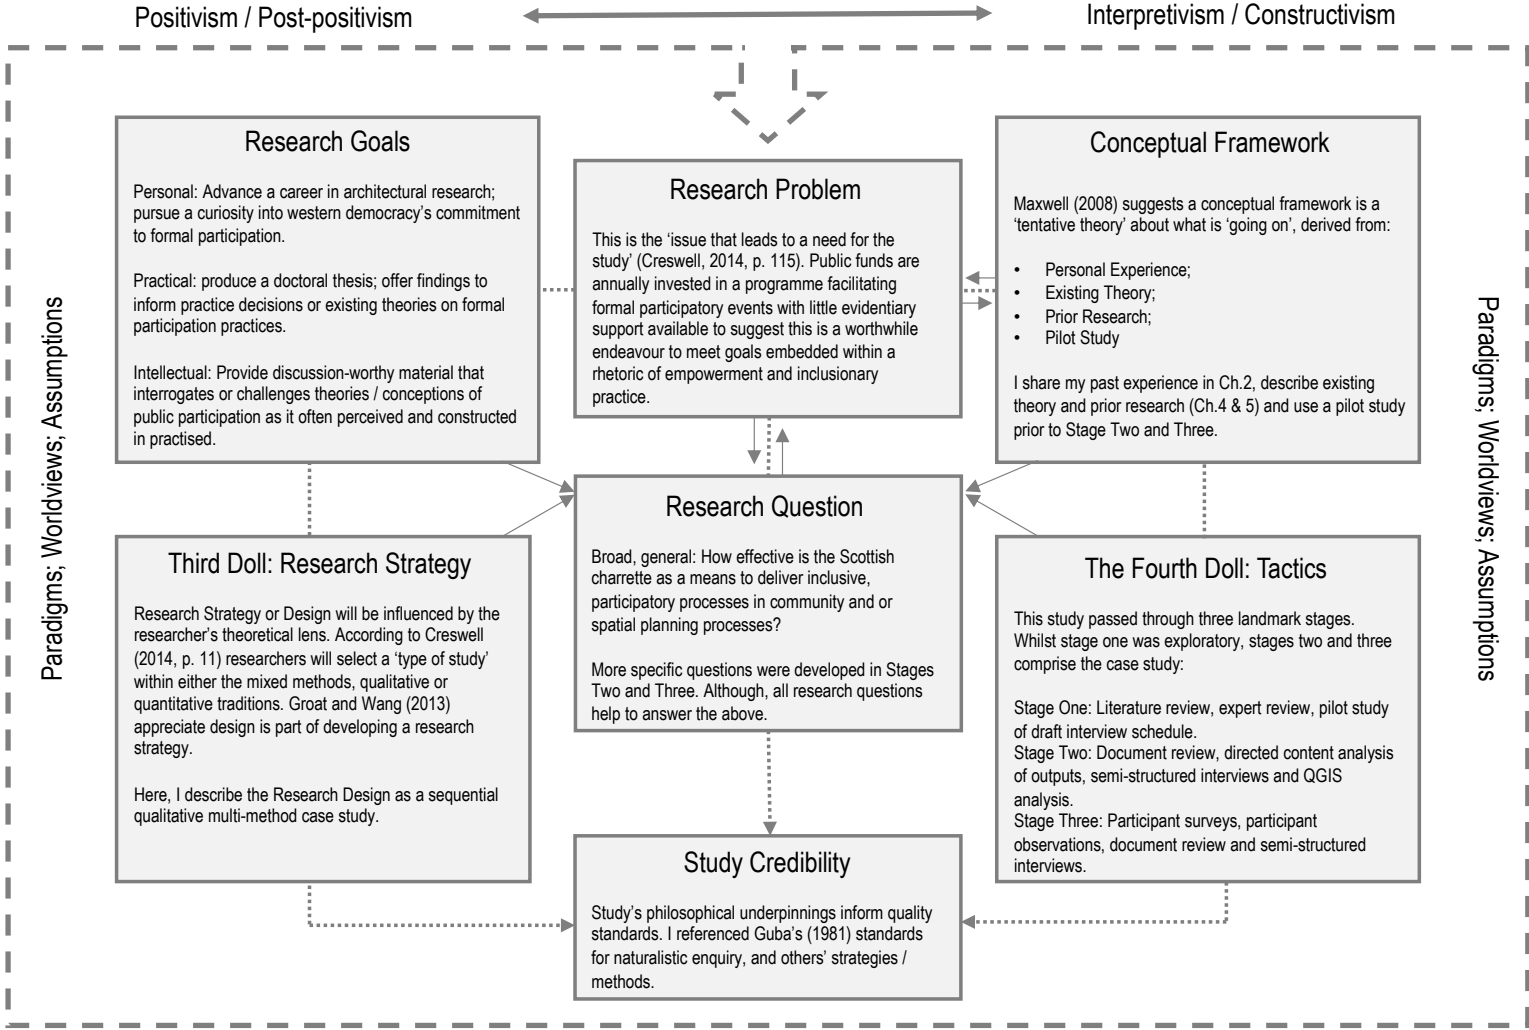 Positivism / Post-positivism
Interpretivism / Constructivism
Paradigms; Worldviews; Assumptions
Research Goals
Personal: Advance a career in architectural research;
pursue a curiosity into western democracy’s commitment
to formal participation.
Practical: produce a doctoral thesis; offer findings to
inform practice decisions or existing theories on formal
participation practices.
Intellectual: Provide discussion-worthy material that
interrogates or challenges theories / conceptions of
public participation as it often perceived and constructed
in practised.
Research Problem
This is the ‘issue that leads to a need for the
study’ (Creswell, 2014, p. 115). Public funds are
annually invested in a programme facilitating
formal participatory events with little evidentiary
support available to suggest this is a worthwhile
endeavour to meet goals embedded within a
rhetoric of empowerment and inclusionary
practice.
Conceptual Framework
Maxwell (2008) suggests a conceptual framework is a
‘tentative theory’ about what is ‘going on’, derived from:
• Personal Experience;
• Existing Theory;
• Prior Research;
• Pilot Study
I share my past experience in Ch.2, describe existing
theory and prior research (Ch.4 & 5) and use a pilot study
prior to Stage Two and Three.
Paradigms; Worldviews; Assumptions
Third Doll: Research Strategy
Research Strategy or Design will be influenced by the
researcher’s theoretical lens. According to Creswell
(2014, p. 11) researchers will select a ‘type of study’
within either the mixed methods, qualitative or
quantitative traditions. Groat and Wang (2013)
appreciate design is part of developing a research
strategy.
Here, I describe the Research Design as a sequential
qualitative multi-method case study.
Research Question
Broad, general: How effective is the Scottish
charrette as a means to deliver inclusive,
participatory processes in community and or
spatial planning processes?
More specific questions were developed in Stages
Two and Three. Although, all research questions
help to answer the above.
The Fourth Doll: Tactics
This study passed through three landmark stages.
Whilst stage one was exploratory, stages two and three
comprise the case study:
Stage One: Literature review, expert review, pilot study
of draft interview schedule.
Stage Two: Document review, directed content analysis
of outputs, semi-structured interviews and QGIS
analysis.
Stage Three: Participant surveys, participant
observations, document review and semi-structured
interviews.
Study Credibility
Study’s philosophical underpinnings inform quality
standards. I referenced Guba’s (1981) standards
for naturalistic enquiry, and others’ strategies /
methods.